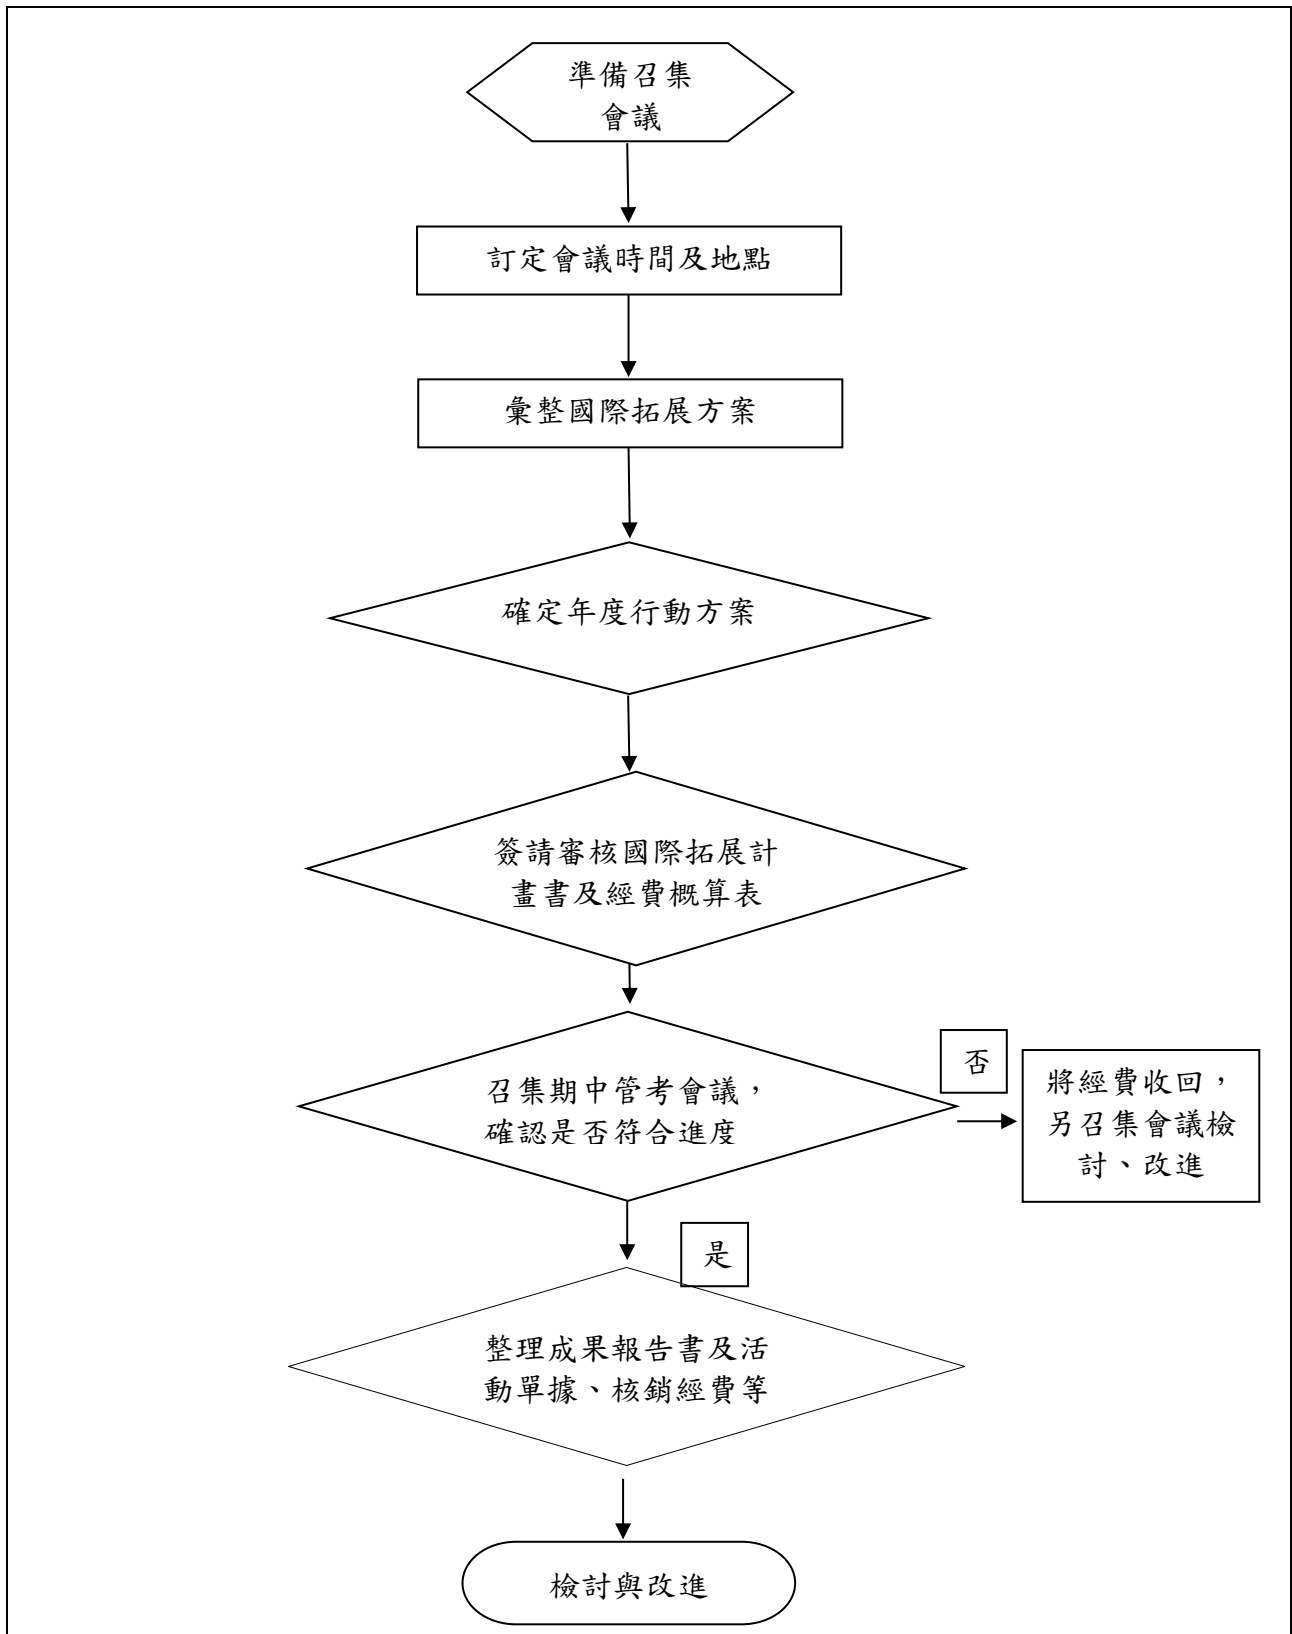 準備召集
會議
訂定會議時間及地點
彙整國際拓展方案
確定年度行動方案
簽請審核國際拓展計
畫書及經費概算表
召集期中管考會議，
確認是否符合進度
否
將經費收回，
另召集會議檢
討、改進
是
整理成果報告書及活
動單據、核銷經費等
檢討與改進